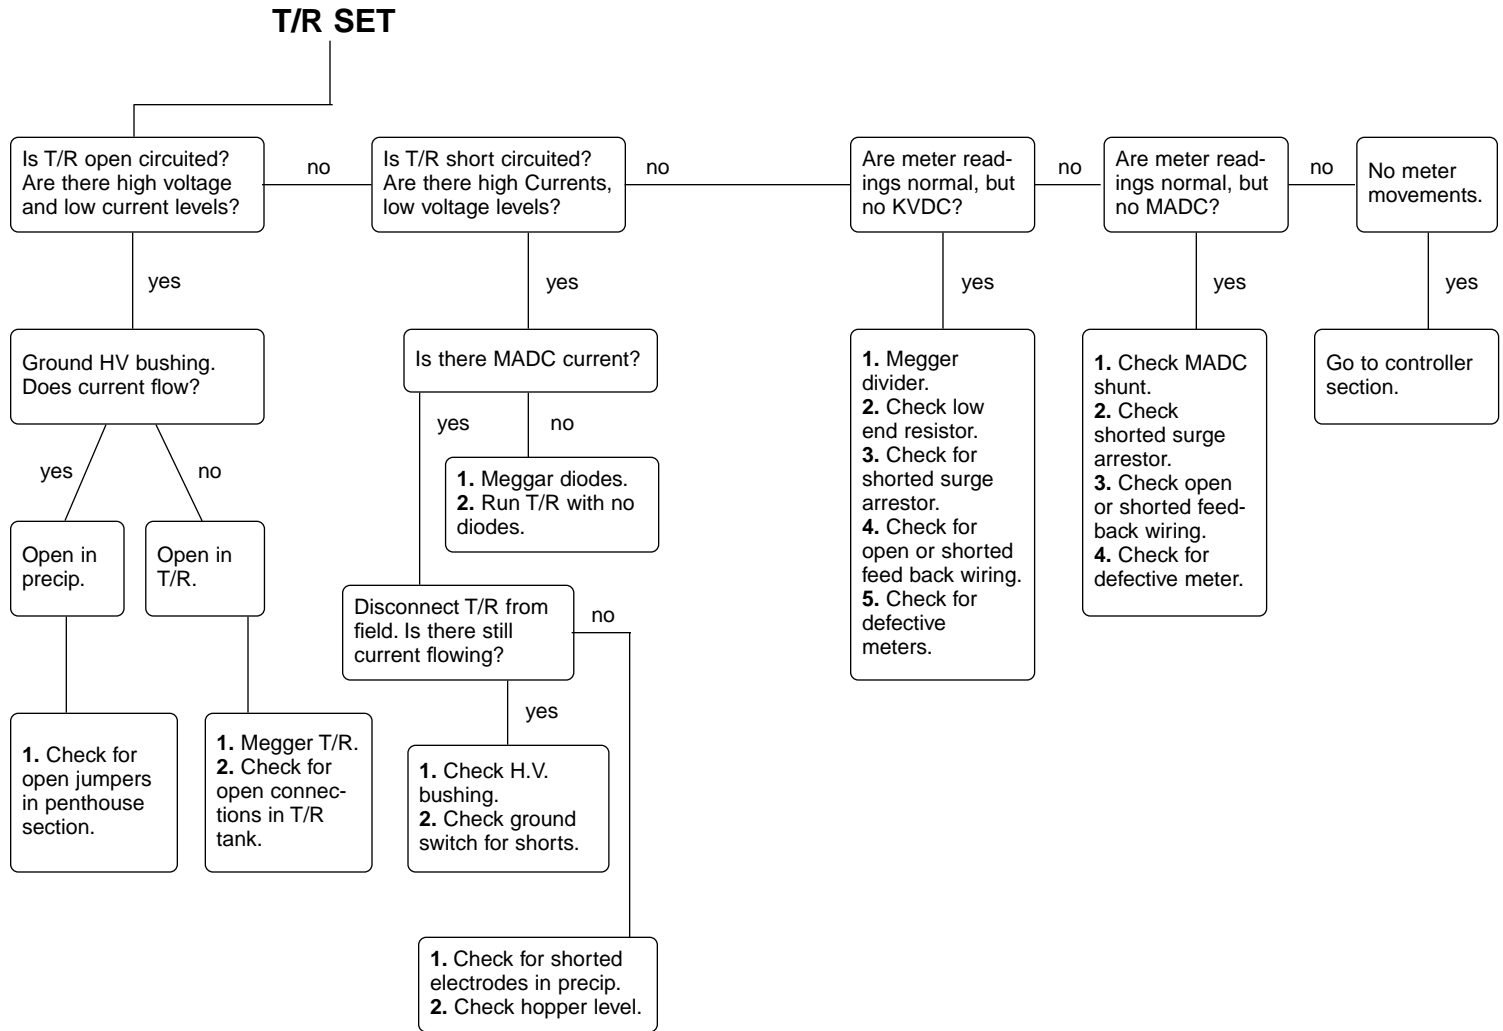 T/R SET
Is T/R open circuited?
Are there high voltage
and low current levels?
no
Is T/R short circuited?
Are there high Currents,
low voltage levels?
no
Are meter read-
ings normal, but
no KVDC?
no
Are meter read-
ings normal, but
no MADC?
no
No meter
movements.
yes
yes
yes
yes
yes
Ground HV bushing.
Does current flow?
Is there MADC current?
1. Megger
divider.
2. Check low
end resistor.
3. Check for
shorted surge
arrestor.
4. Check for
open or shorted
feed back wiring.
5. Check for
defective
meters.
1. Check MADC
shunt.
2. Check
shorted surge
arrestor.
3. Check open
or shorted feed-
back wiring.
4. Check for
defective meter.
Go to controller
section.
yes
no
yes
no
1. Meggar diodes.
2. Run T/R with no
diodes.
Open in
precip.
Open in
T/R.
Disconnect T/R from
field. Is there still
current flowing?
no
yes
1. Check for
open jumpers
in penthouse
section.
1. Megger T/R.
2. Check for
open connec-
tions in T/R
tank.
1. Check H.V.
bushing.
2. Check ground
switch for shorts.
1. Check for shorted
electrodes in precip.
2. Check hopper level.